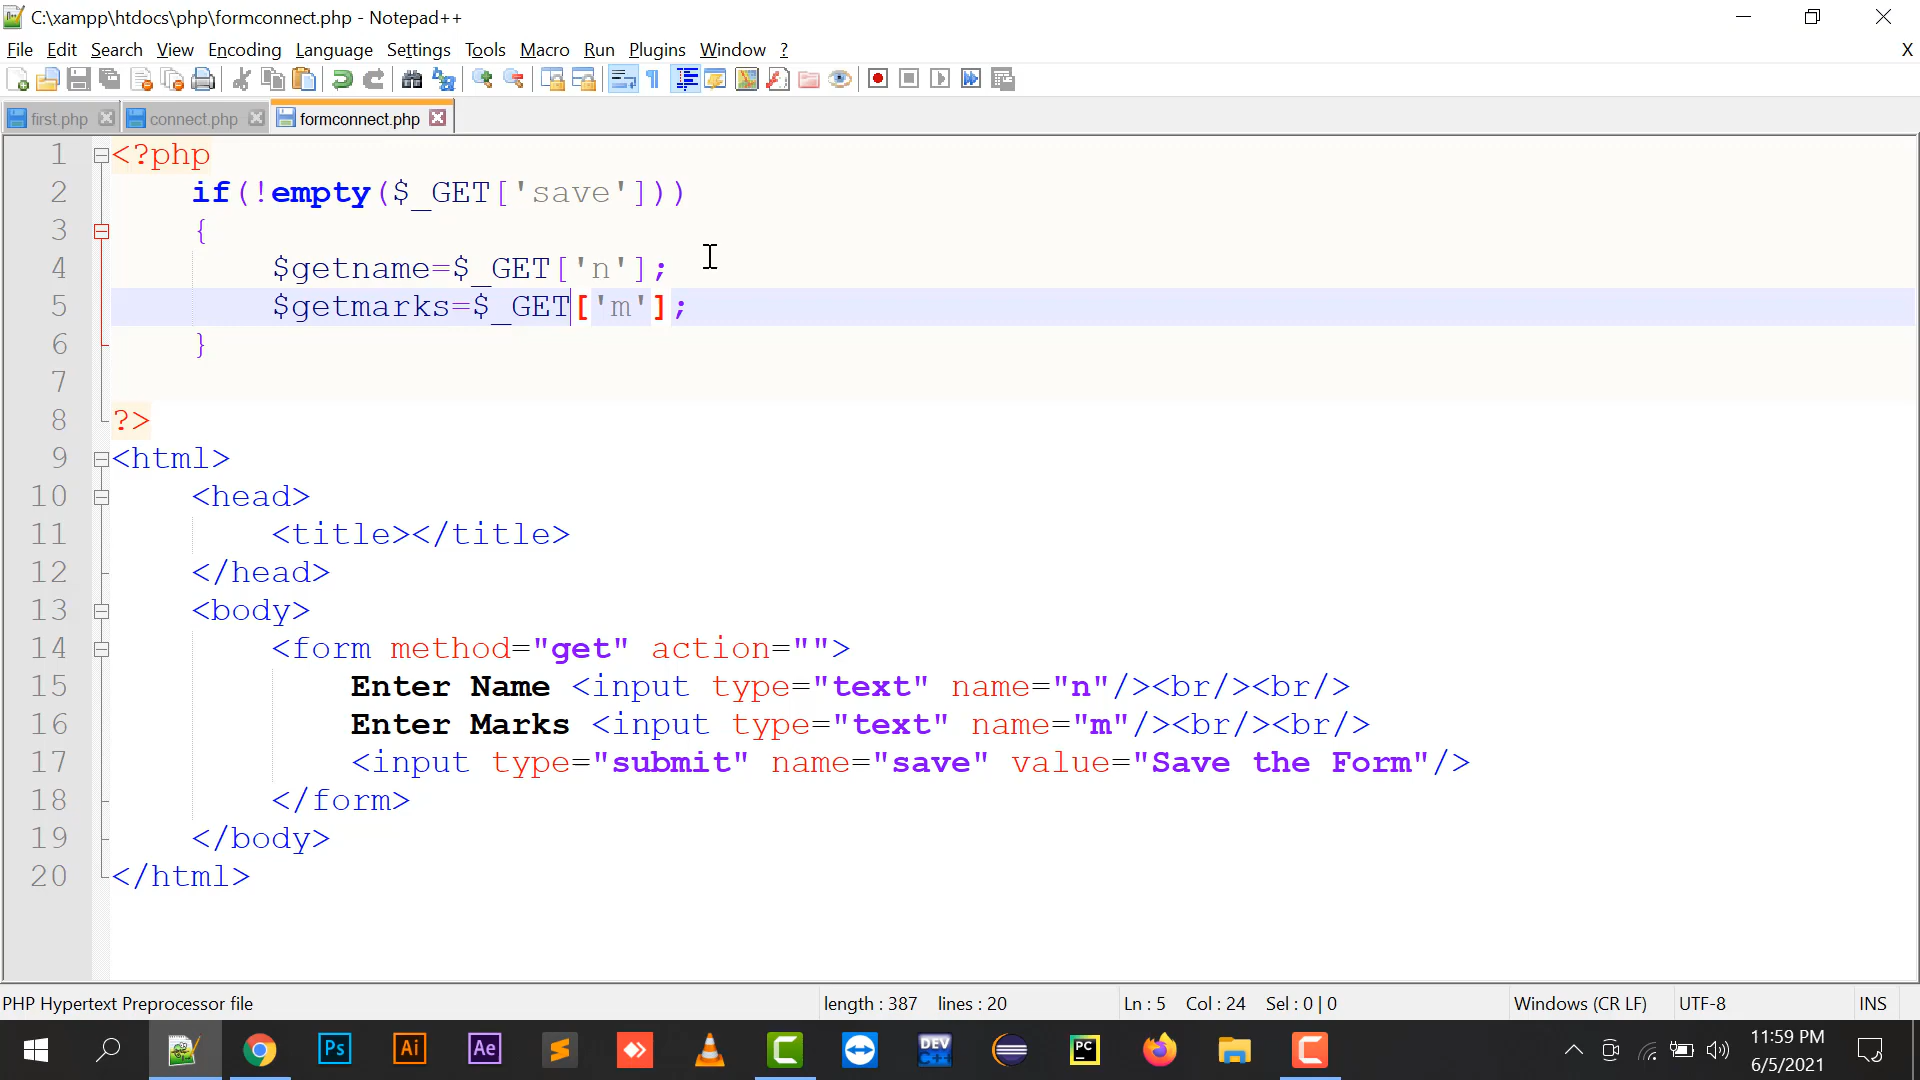 C:\xampp\htdocs\php\formconnect.php - Notepad++
File Edit Search View Encoding Language Settings Tools Macro Run Plugins Window ? X
first.php connect.php formconnect.php
1 <?php
2 if(!empty($_GET['save']))
3 {
4 $getname=$_GET['n'];
5 $getmarks=$_GET['m'];
6 }
7
8 ?>
9 <html>
10 <head>
11 <title></title>
12 </head>
13 <body>
14 <form method="get" action="">
15 Enter Name <input type="text" name="n"/><br/><br/>
16 Enter Marks <input type="text" name="m"/><br/><br/>
17 <input type="submit" name="save" value="Save the Form"/>
18 </form>
19 </body>
20 </html>
PHP Hypertext Preprocessor file length : 387 lines : 20 Ln : 5 Col : 24 Sel : 0 | 0 Windows (CR LF) UTF-8 INS
Ps Ai Ae DEV C++ PC 11:59 PM
6/5/2021